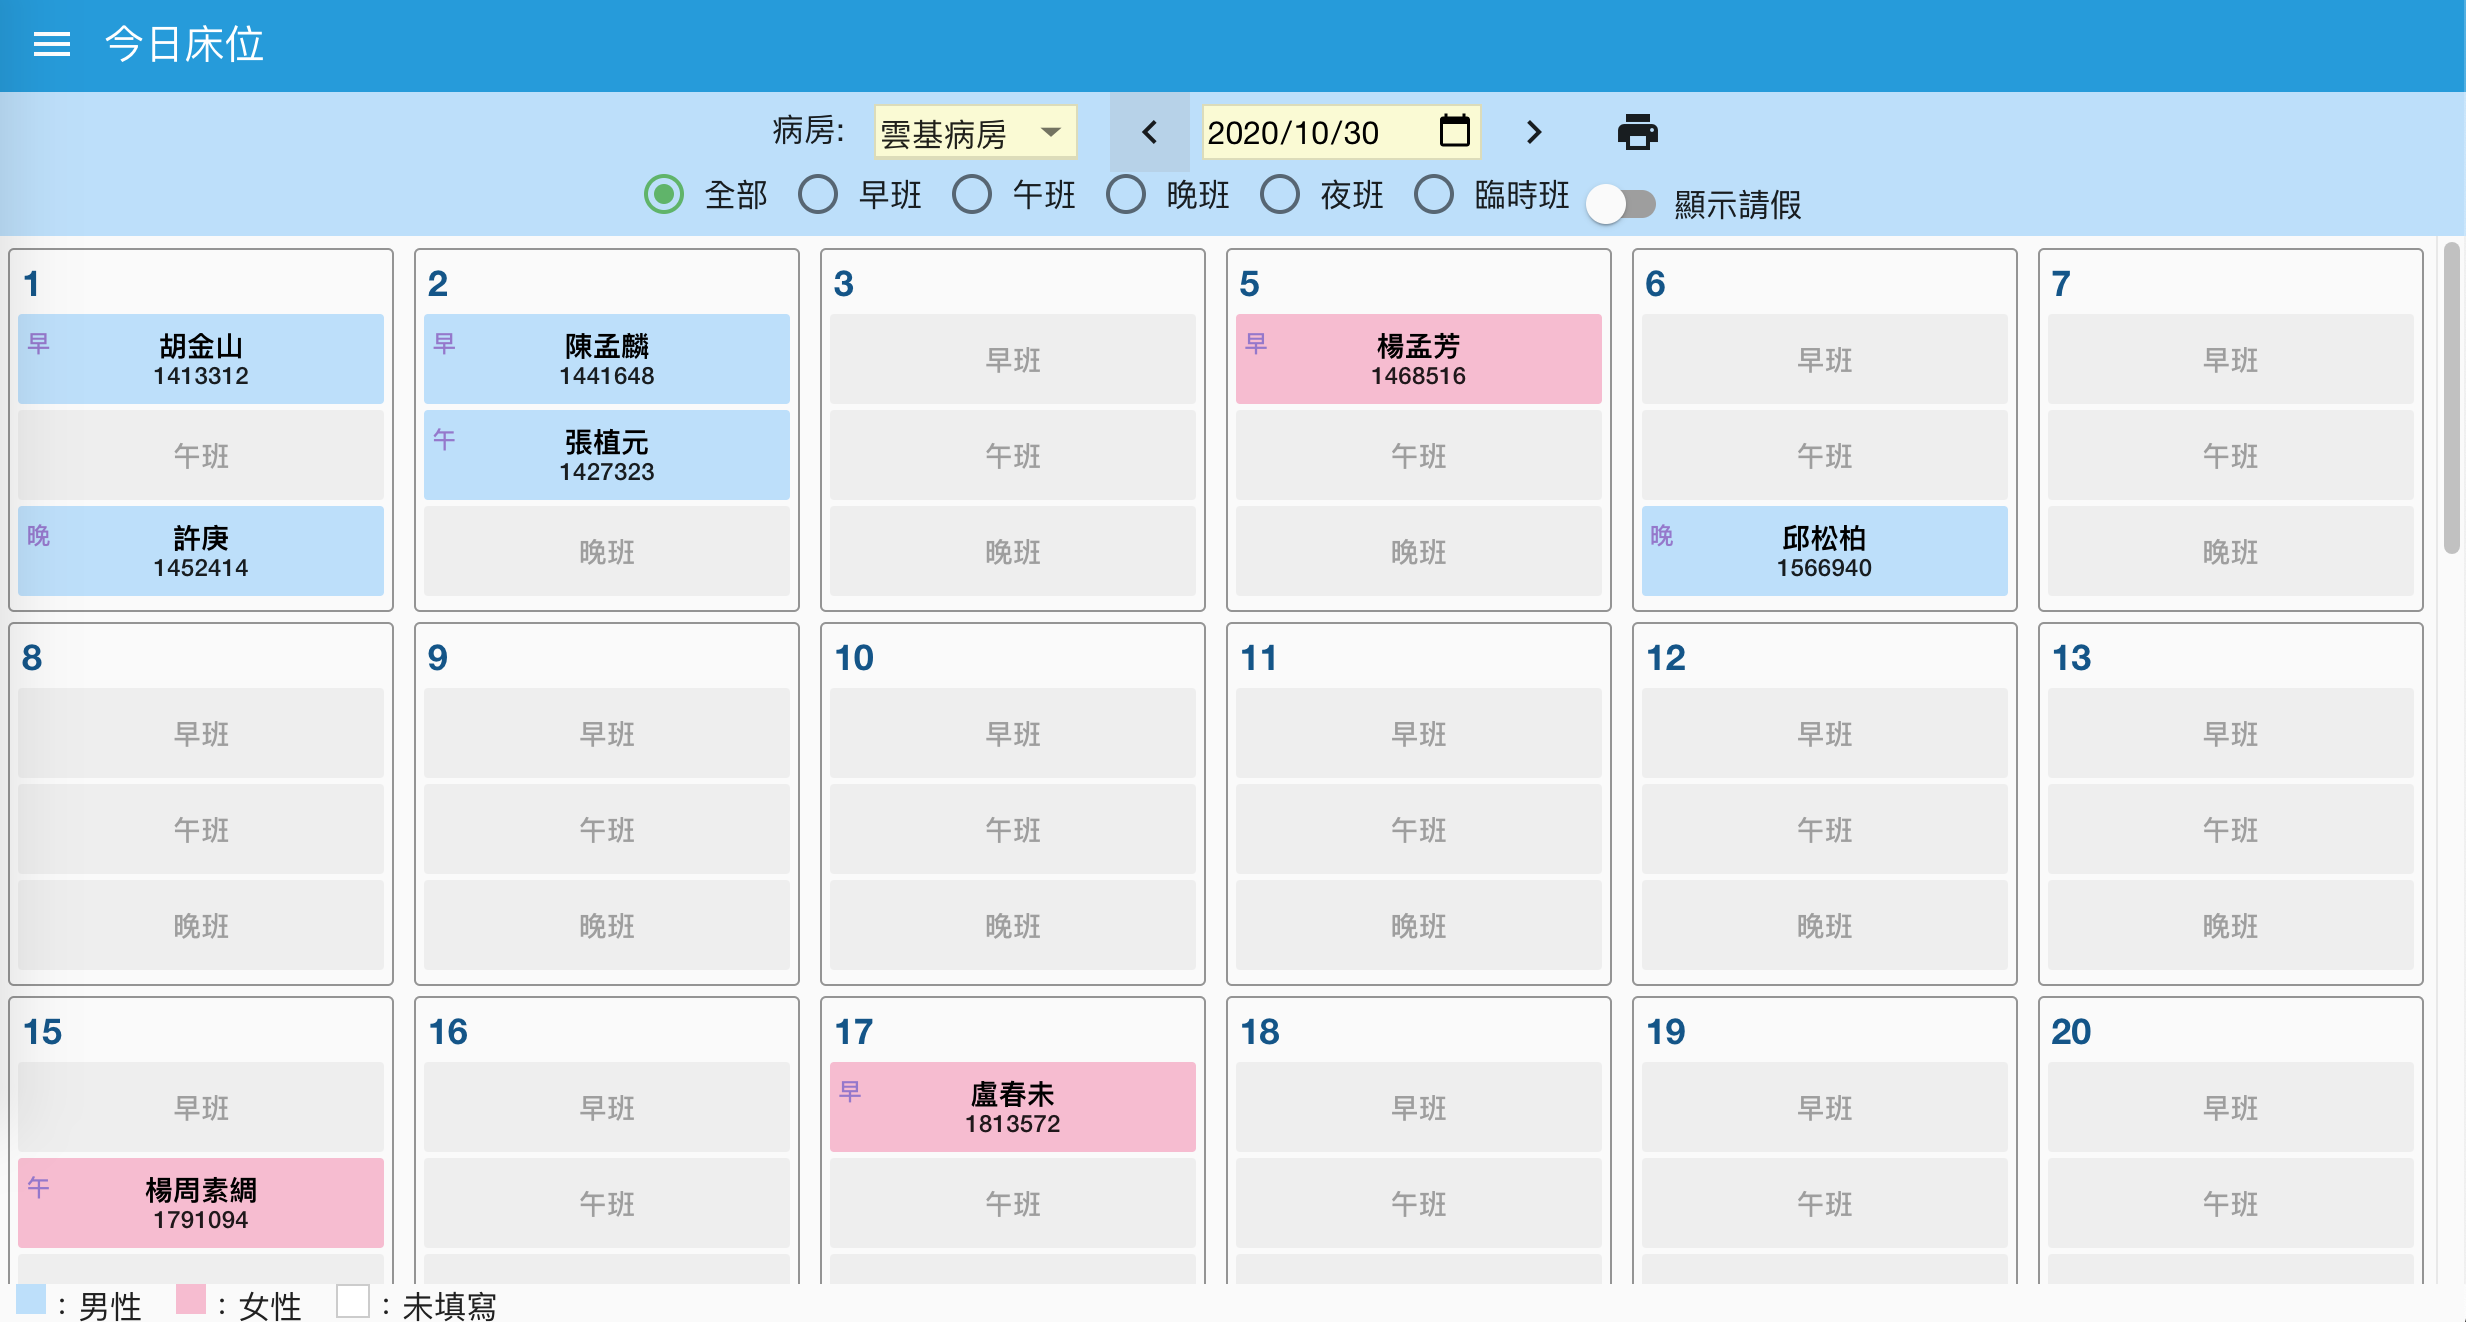 今日床位
病房: 雲基病房 2020/10/30
全部 早班 午班 晚班 夜班 臨時班 顯示請假
1
早 胡金山
1413312
午班
晚 許庚
1452414
2
早 陳孟麟
1441648
午 張植元
1427323
晚班
3
早班
午班
晚班
5
早 楊孟芳
1468516
午班
晚班
6
早班
午班
晚 邱松柏
1566940
7
早班
午班
晚班
8
早班
午班
晚班
9
早班
午班
晚班
10
早班
午班
晚班
11
早班
午班
晚班
12
早班
午班
晚班
13
早班
午班
晚班
15
早班
午 楊周素綢
1791094
16
早班
午班
17
早 盧春未
1813572
午班
18
早班
午班
19
早班
午班
20
早班
午班
: 男性 : 女性 : 未填寫